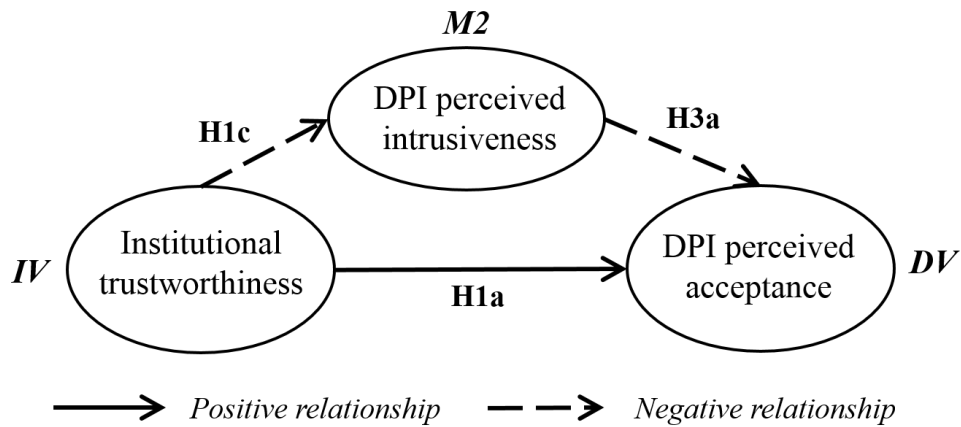 M2
DPI perceived
intrusiveness
H1c
H3a
Institutional
trustworthiness
IV
H1a
DPI perceived
acceptance
DV
Positive relationship
Negative relationship